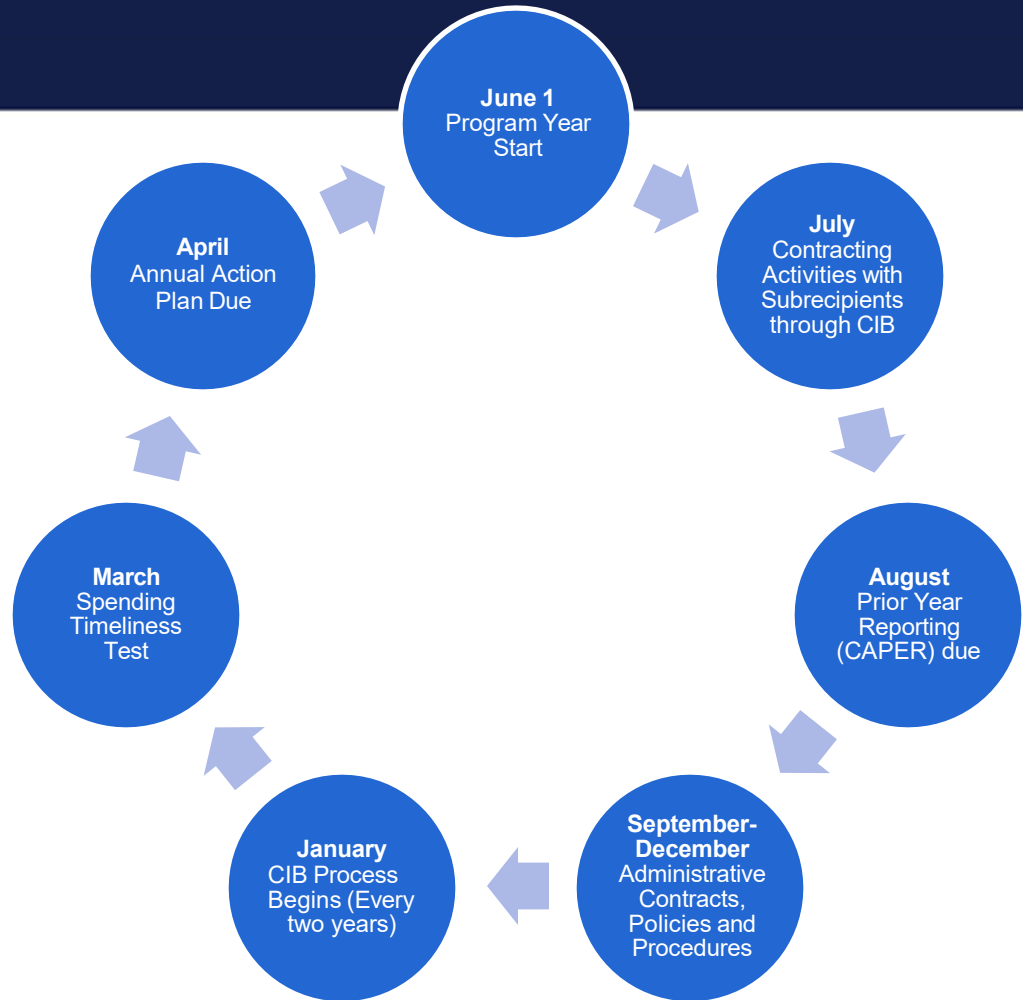 June 1
Program Year
Start
July
Contracting
Activities with
Subrecipients
through CIB
August
Prior Year
Reporting
(CAPER) due
September-
December
Administrative
Contracts,
Policies and
Procedures
January
CIB Process
Begins (Every
two years)
March
Spending
Timeliness
Test
April
Annual Action
Plan Due